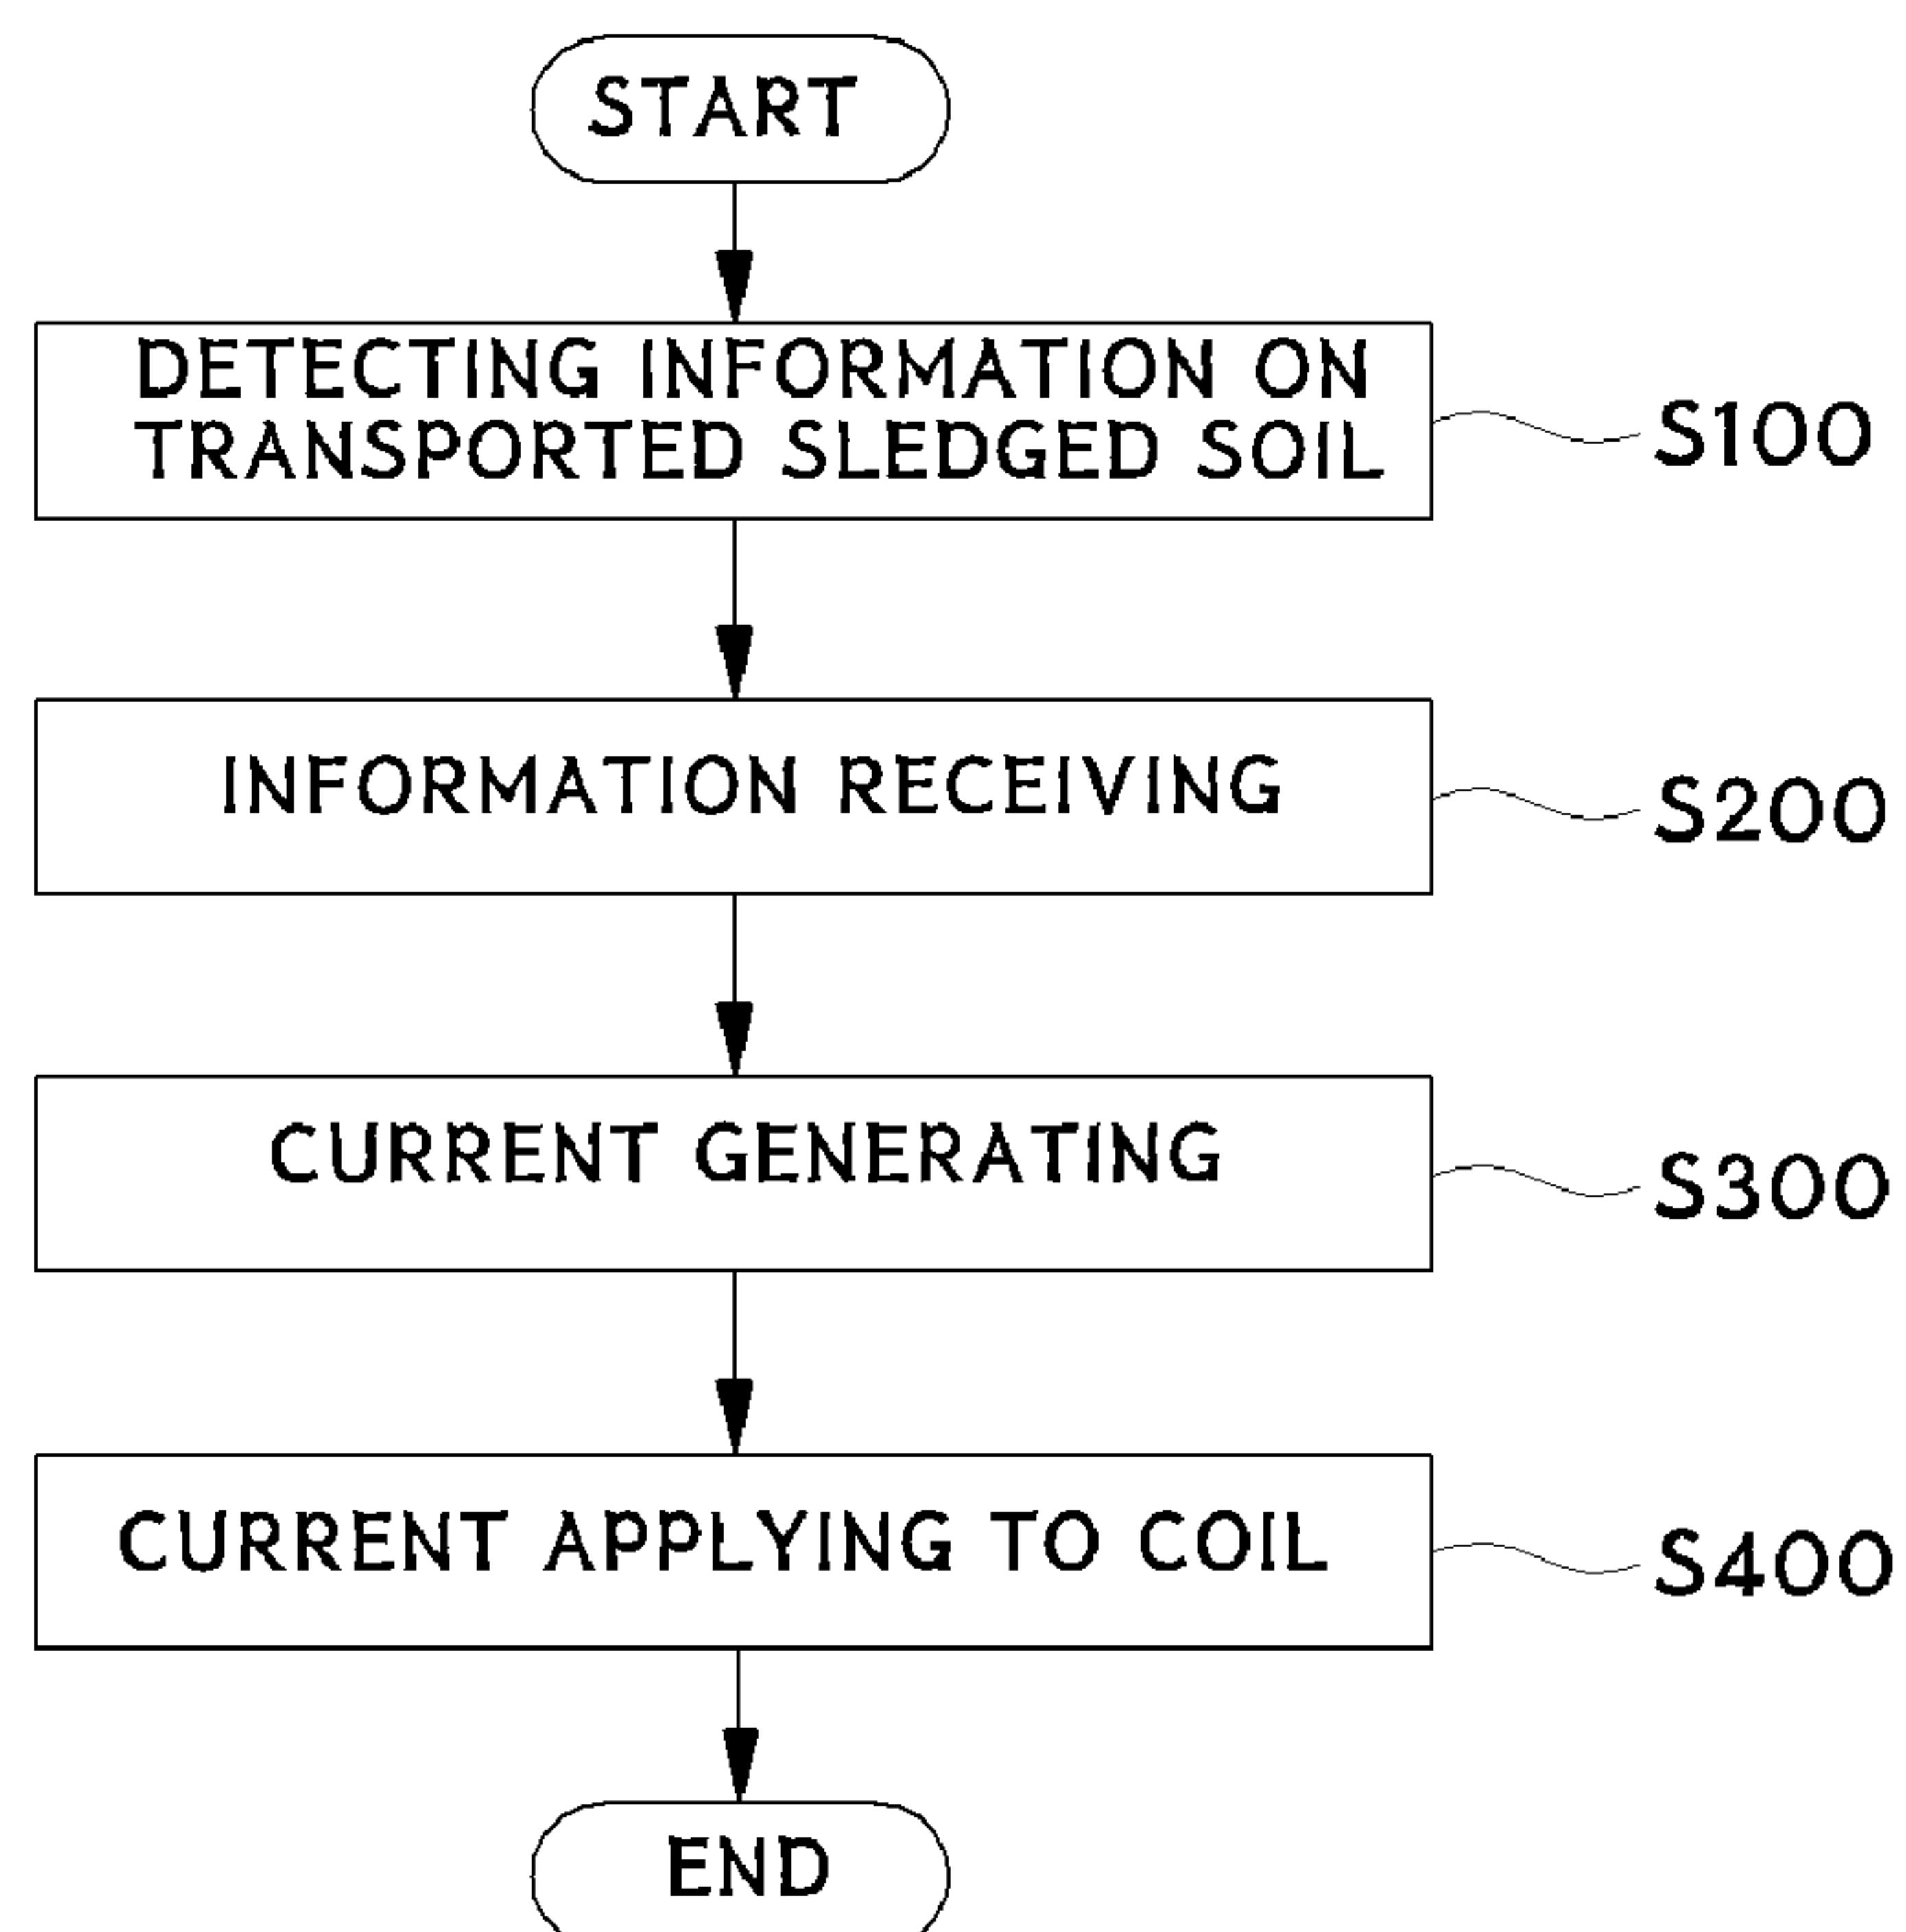 START
DETECTING INFORMATION ON
TRANSPORTED SLEDGED SOIL
S100
INFORMATION RECEIVING
S200
CURRENT GENERATING
S300
CURRENT APPLYING TO COIL
S400
END